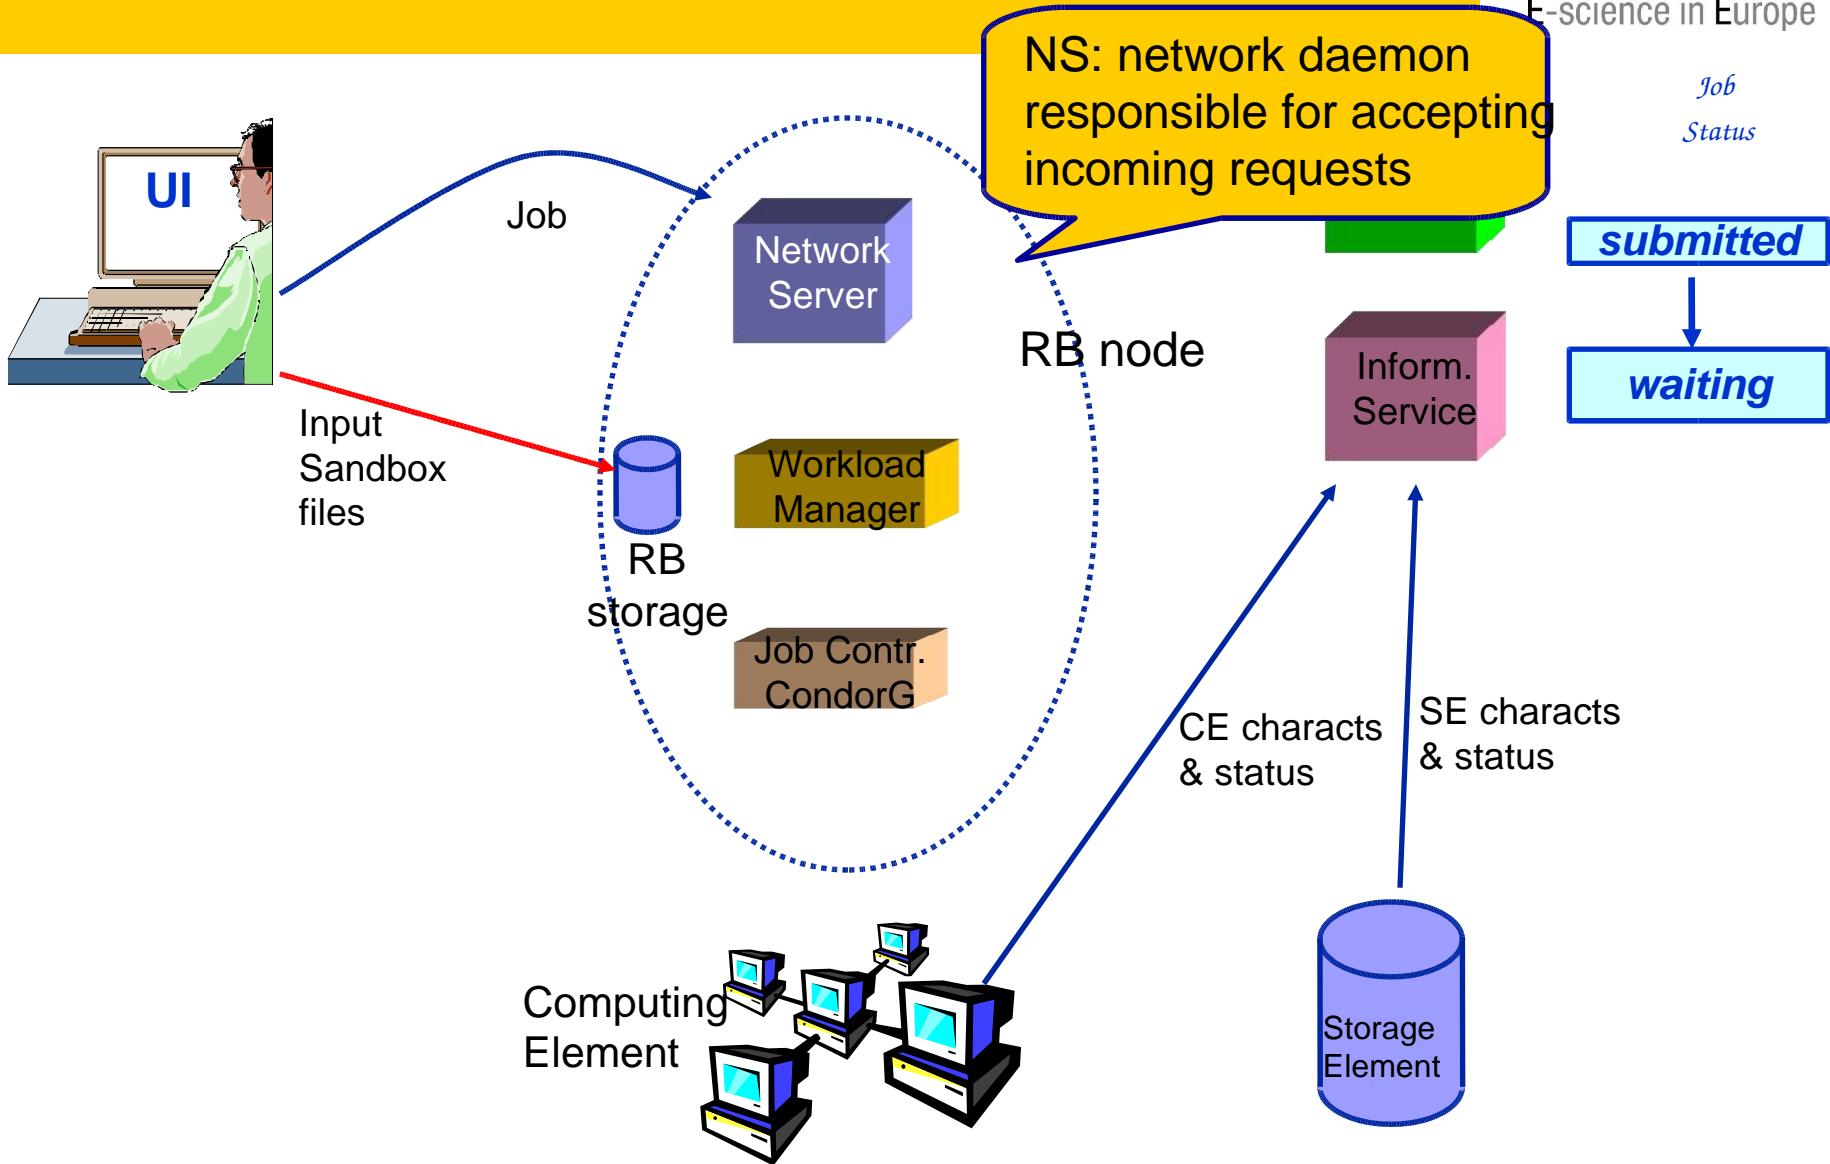 E-science in Europe
NS: network daemon
responsible for accepting
incoming requests
Job
Status
UI
Job
Network
Server
submitted
RB node
Inform.
Service
waiting
Input
Sandbox
files
Workload
Manager
RB
storage
Job Contr.
CondorG
CE characts
& status
SE characts
& status
Computing
Element
Storage
Element